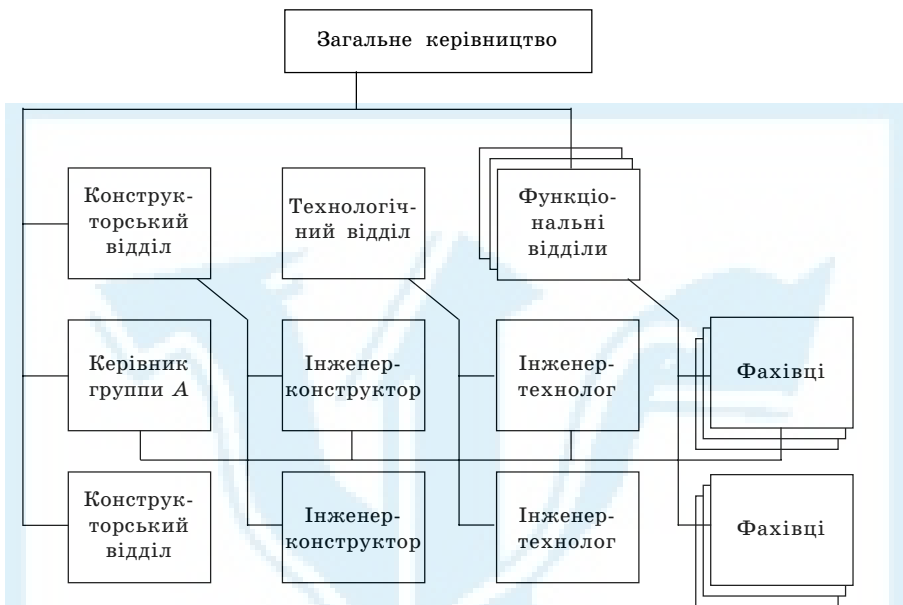 Загальне керівництво
Конструк-
торський
відділ
Технологіч-
ний відділ
Функціо-
нальні
відділи
Керівник
группи А
Інженер-
конструктор
Інженер-
технолог
Фахівці
Конструк-
торський
відділ
Інженер-
конструктор
Інженер-
технолог
Фахівці